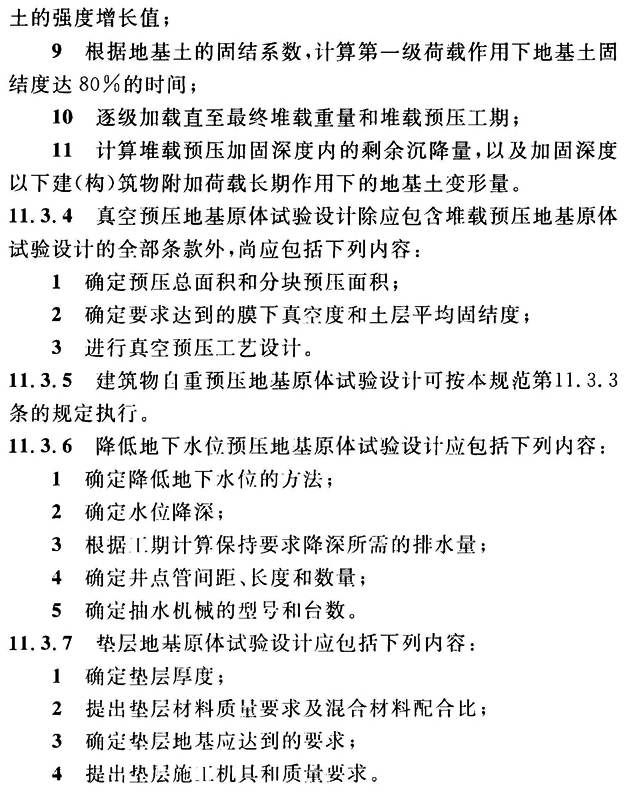 土的强度增长值；
9 根据地基土的固结系数，计算第一级荷载作用下地基土固
结度达 80%的时间；
10 逐级加载直至最终堆载重量和堆载预压工期；
11 计算堆载预压加固深度内的剩余沉降量，以及加固深度
以下建(构)筑物附加荷载长期作用下的地基土变形量。
11.3.4 真空预压地基原体试验设计除应包含堆载预压地基原体
试验设计的全部条款外，尚应包括下列内容：
1 确定预压总面积和分块预压面积；
2 确定要求达到的膜下真空度和土层平均固结度；
3 进行真空预压工艺设计。
11.3.5 建筑物自重预压地基原体试验设计可按本规范第11.3.3
条的规定执行。
11.3.6 降低地下水位预压地基原体试验设计应包括下列内容：
1 确定降低地下水位的方法；
2 确定水位降深；
3 根据工期计算保持要求降深所需的排水量；
4 确定井点管间距、长度和数量；
5 确定抽水机械的型号和台数。
11.3.7 垫层地基原体试验设计应包括下列内容：
1 确定垫层厚度；
2 提出垫层材料质量要求及混合材料配合比；
3 确定垫层地基应达到的要求；
4 提出垫层施工机具和质量要求。